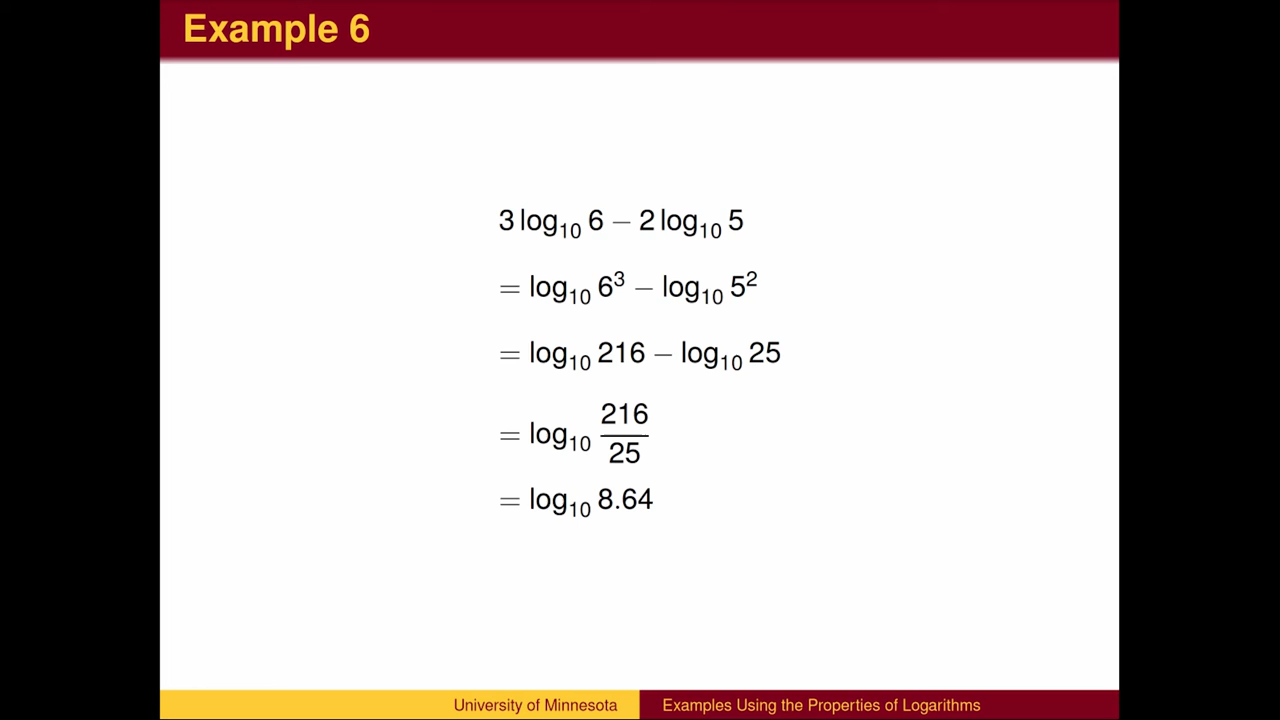 Example 6
3 log₁₀ 6 − 2 log₁₀ 5
= log₁₀ 6³ − log₁₀ 5²
= log₁₀ 216 − log₁₀ 25
= log₁₀ 216/25
= log₁₀ 8.64
University of Minnesota
Examples Using the Properties of Logarithms